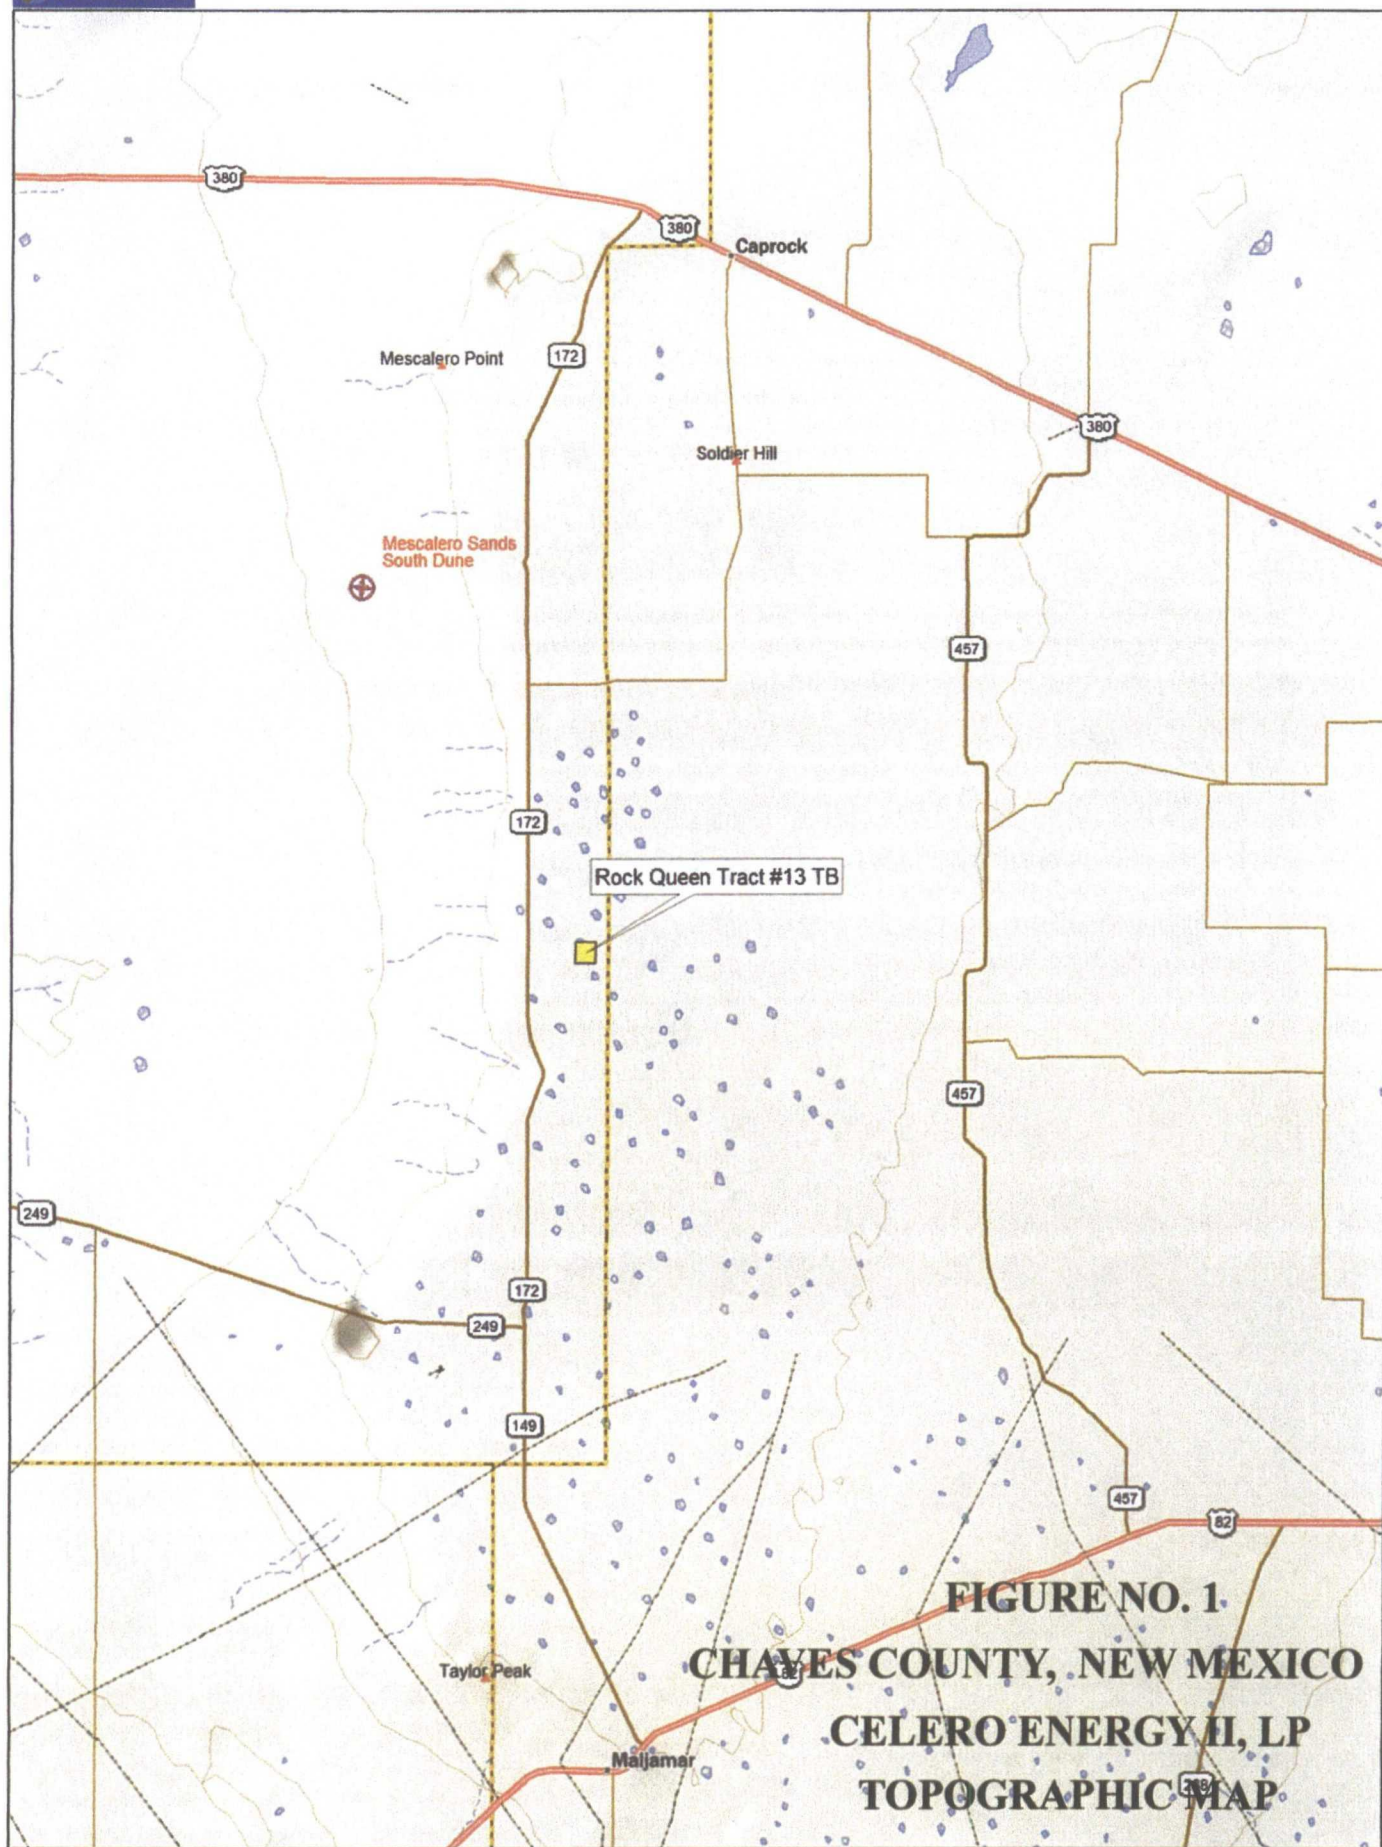 380
380
Caprock
Mescalero Point
172
380
Soldier Hill
Mescalero Sands
South Dune
457
172
Rock Queen Tract #13 TB
457
249
172
249
149
457
82
FIGURE NO. 1
CHAVES COUNTY, NEW MEXICO
Taylor Peak
82
CELERO ENERGY II, LP
Maljamar
TOPOGRAPHIC MAP